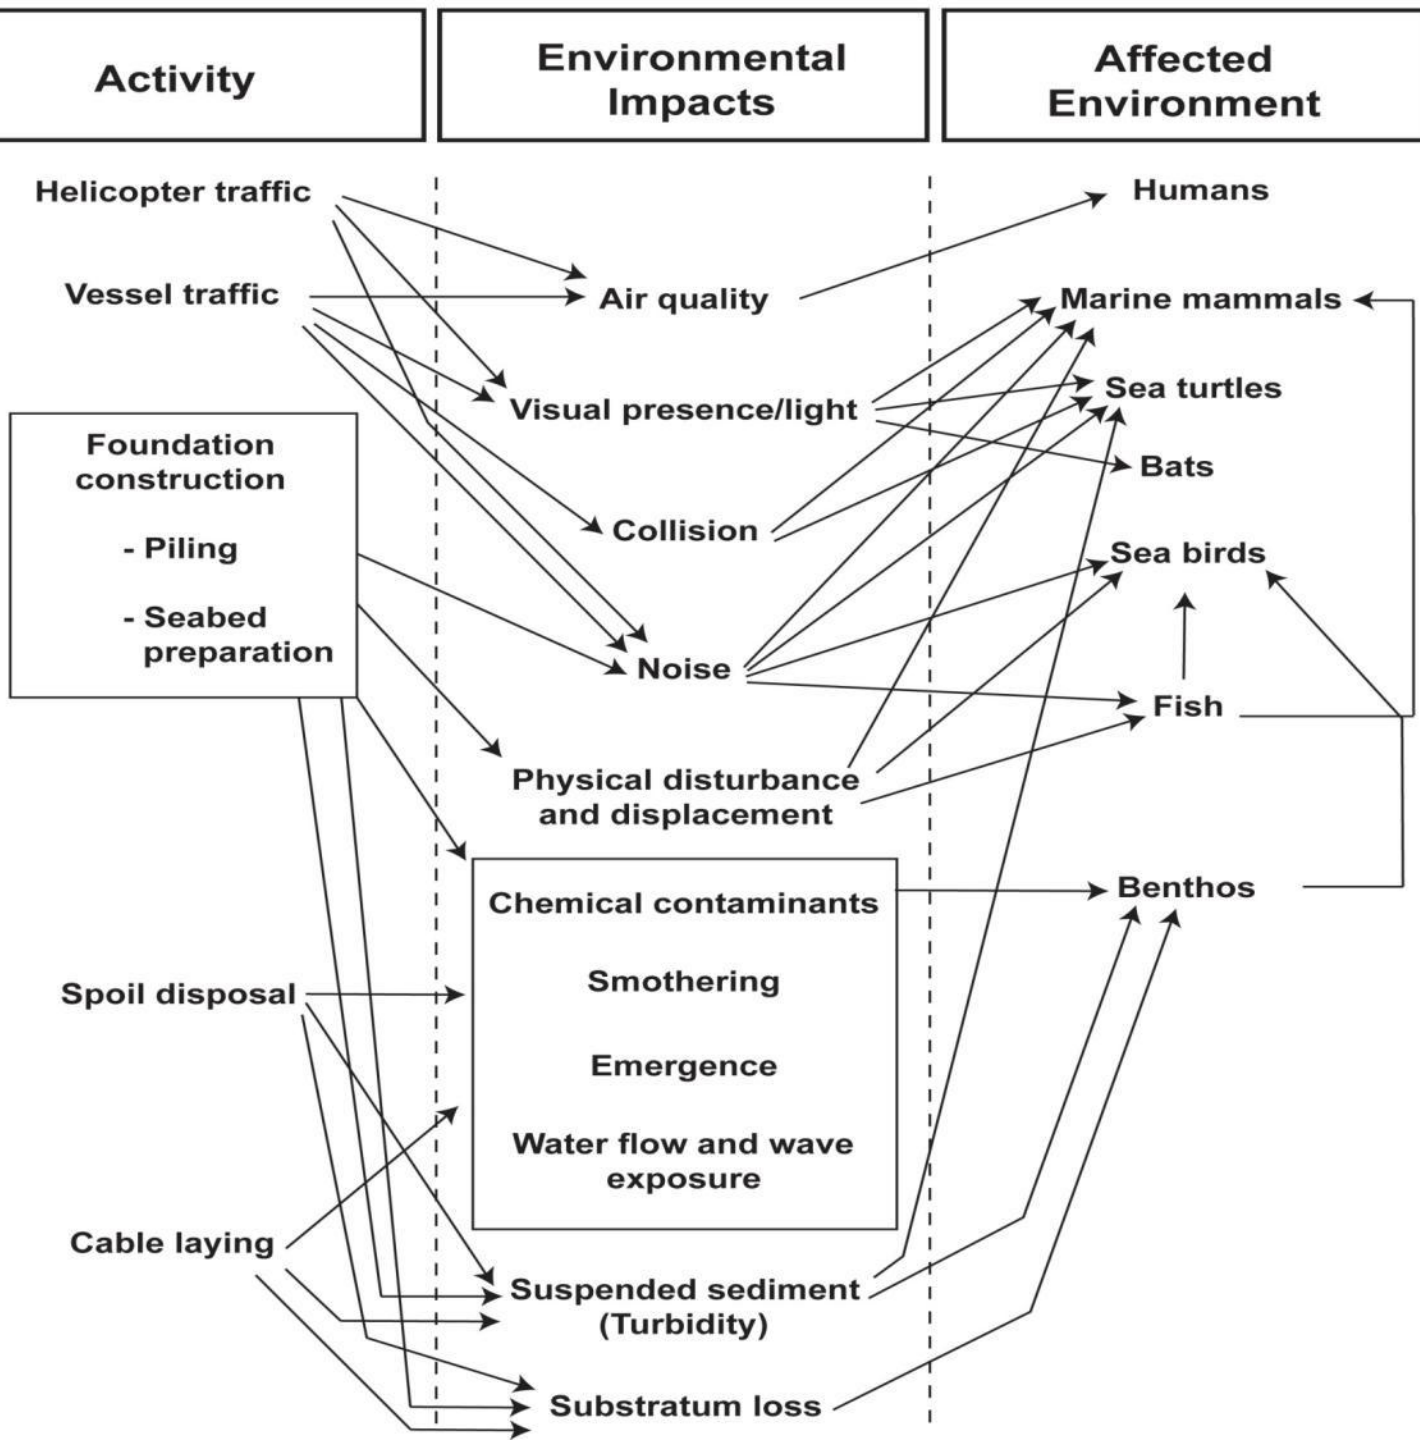 Activity
Environmental
Impacts
Affected
Environment
Helicopter traffic
Vessel traffic
Foundation
construction
- Piling
- Seabed
preparation
Spoil disposal
Cable laying
Air quality
Visual presence/light
Collision
Noise
Physical disturbance
and displacement
Chemical contaminants
Smothering
Emergence
Water flow and wave
exposure
Suspended sediment
(Turbidity)
Substratum loss
Humans
Marine mammals
Sea turtles
Bats
Sea birds
Fish
Benthos